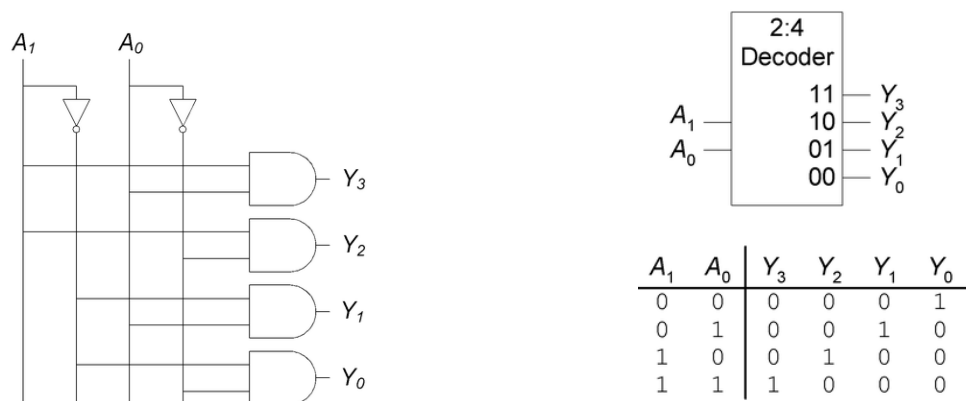 A1 A0
Y3
Y2
Y1
Y0
2:4
Decoder
A1
A0
11 Y3
10 Y2
01 Y1
00 Y0
A1 A0 Y3 Y2 Y1 Y0
0 0 0 0 0 1
0 1 0 0 1 0
1 0 0 1 0 0
1 1 1 0 0 0